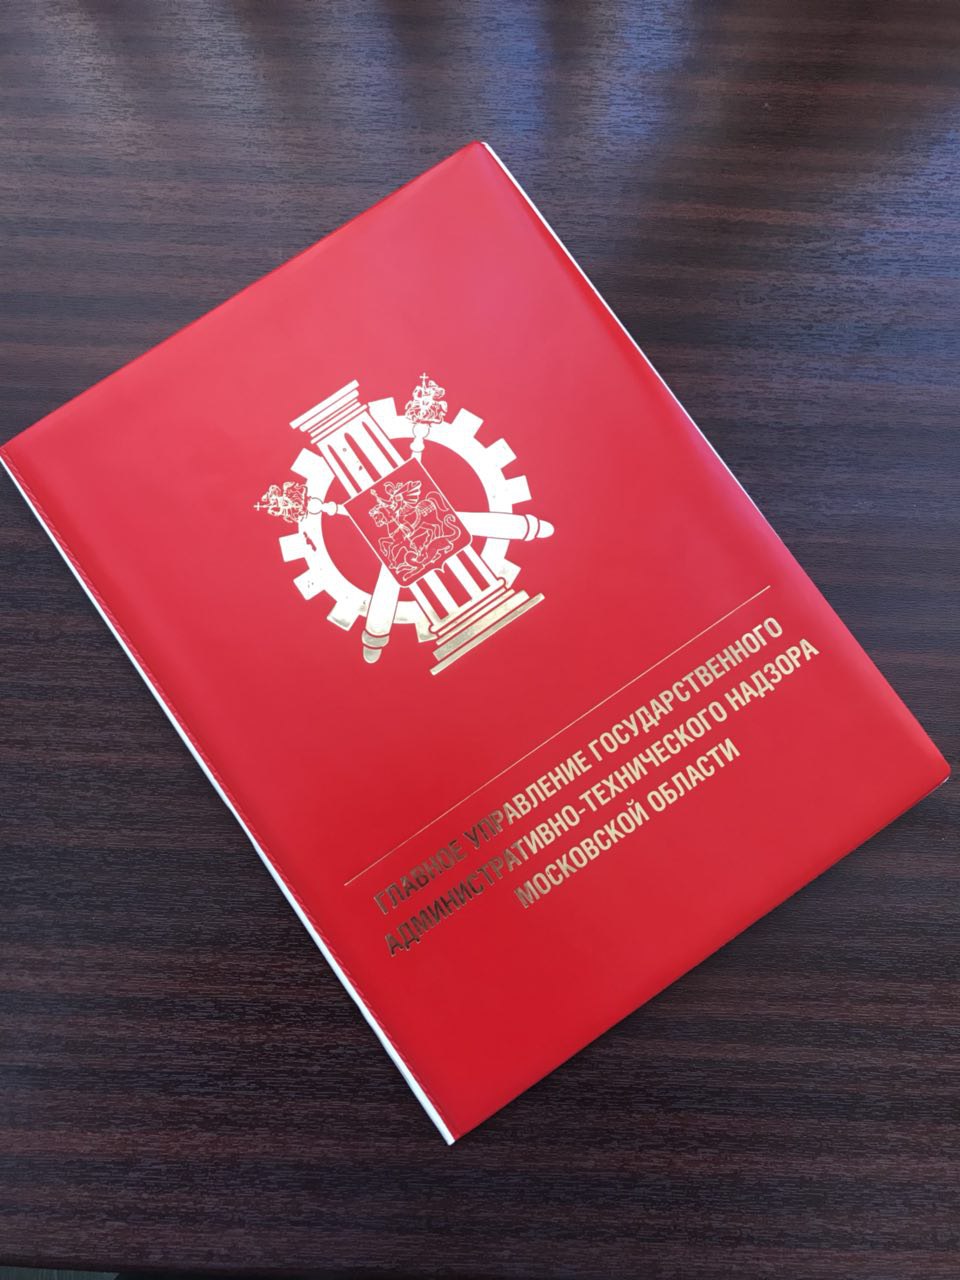 ГЛАВНОЕ УПРАВЛЕНИЕ ГОСУДАРСТВЕННОГО
АДМИНИСТРАТИВНО-ТЕХНИЧЕСКОГО НАДЗОРА
МОСКОВСКОЙ ОБЛАСТИ